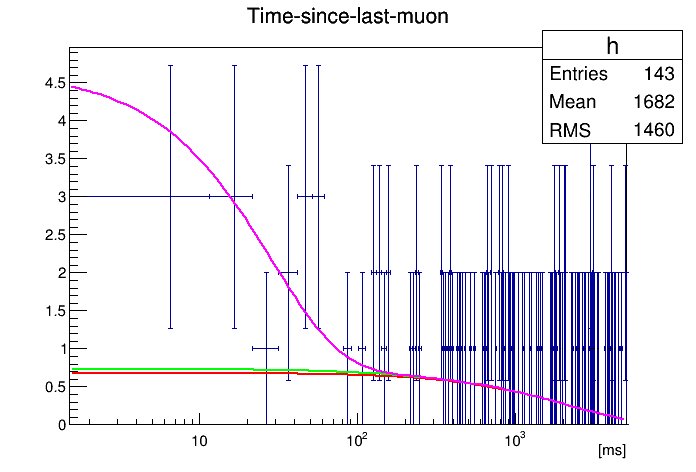 Time-since-last-muon
h
Entries 143
Mean 1682
RMS 1460
4.5
4
3.5
3
2.5
2
1.5
1
0.5
0
10 10² 10³
[ms]